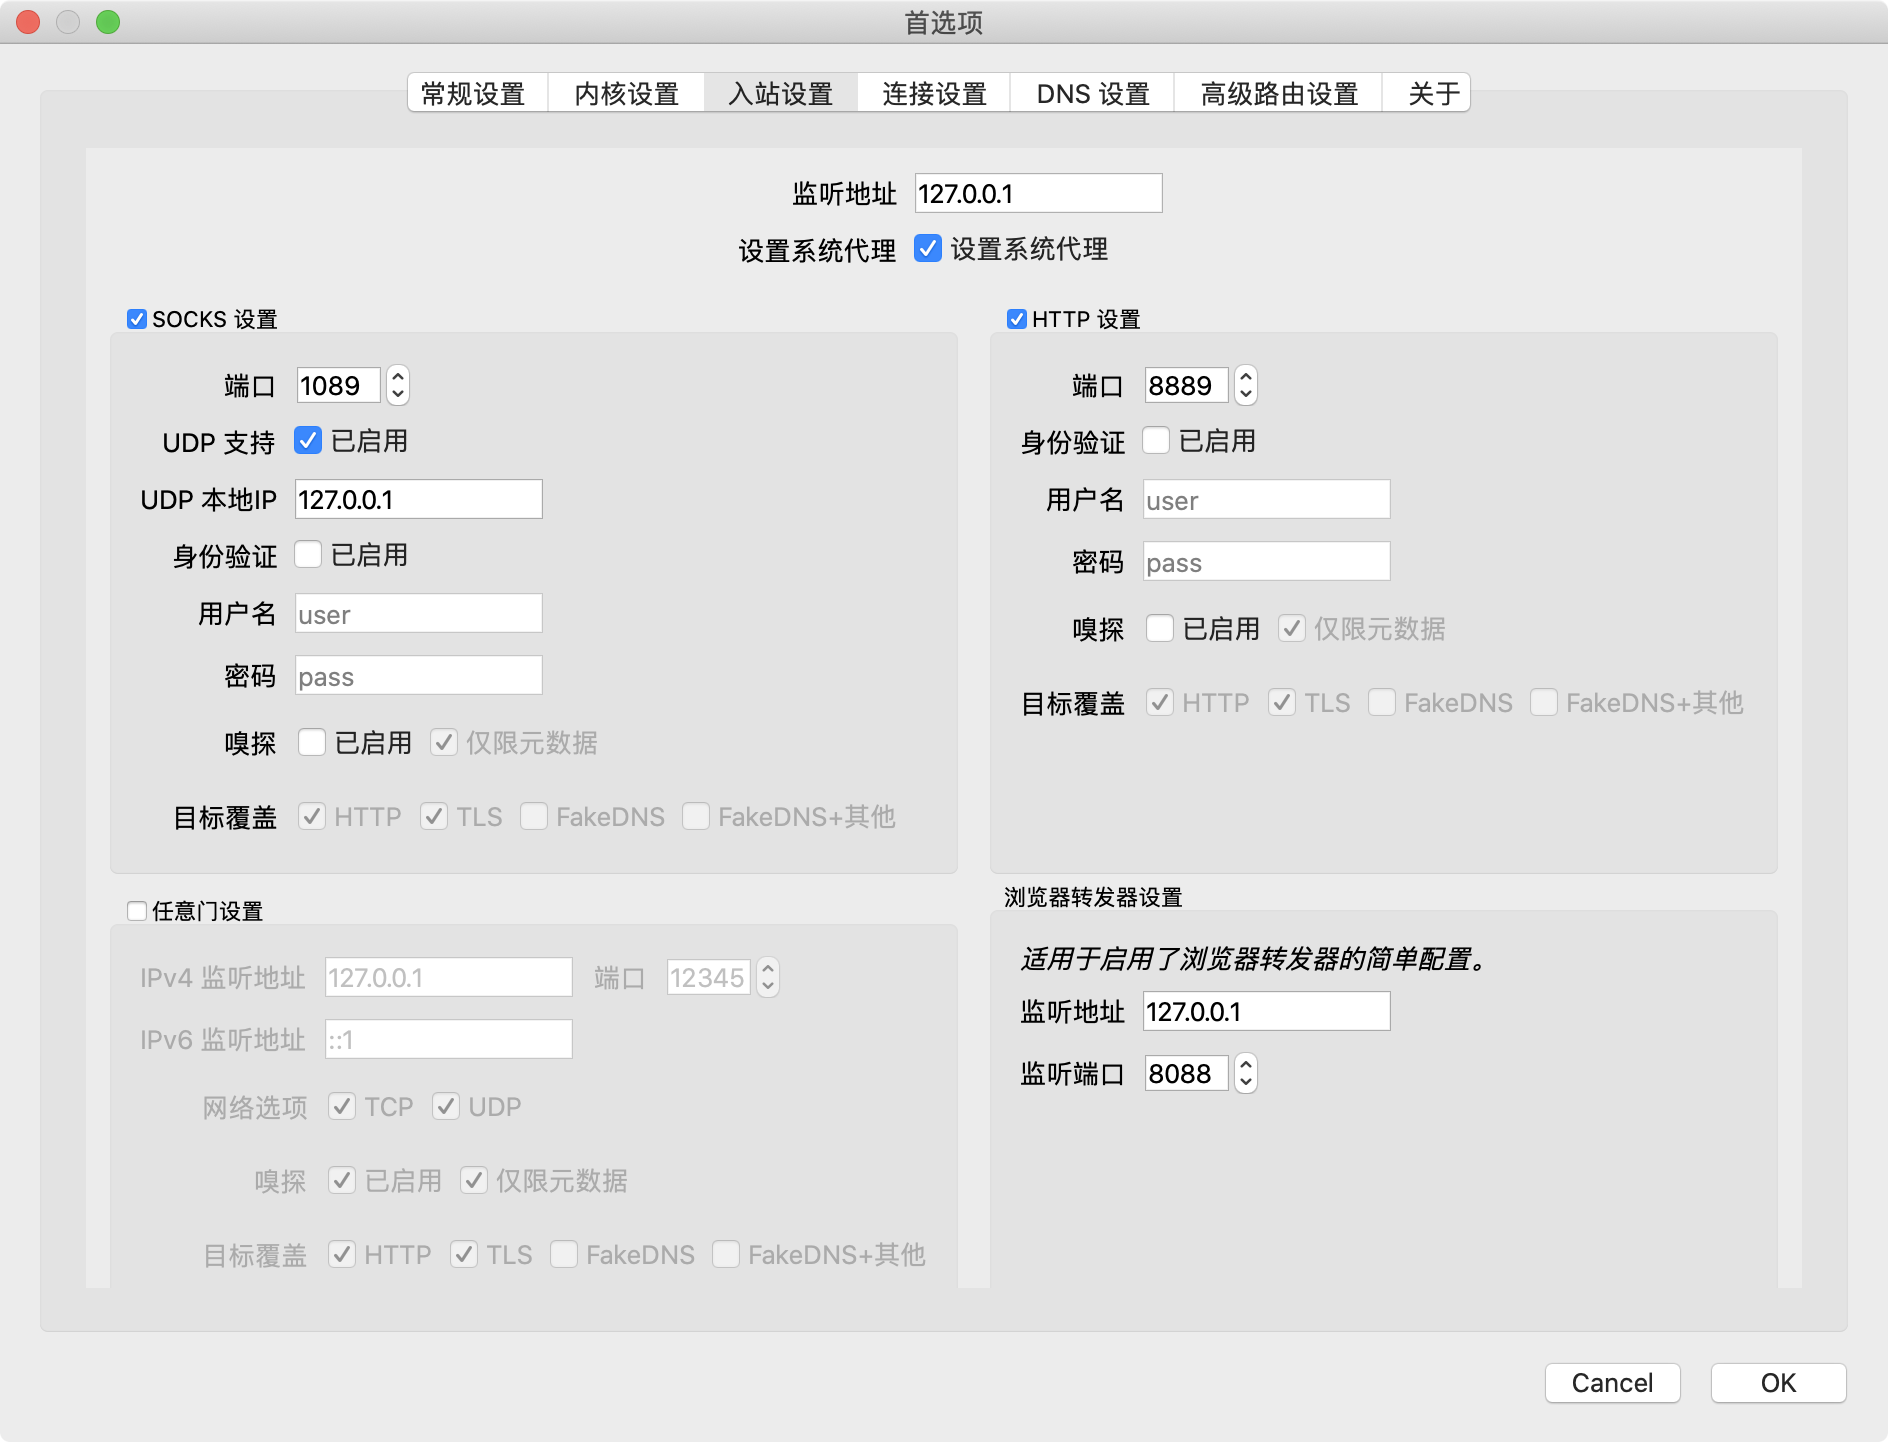 首选项
常规设置 内核设置 入站设置 连接设置 DNS 设置 高级路由设置 关于
监听地址 127.0.0.1
设置系统代理 设置系统代理
SOCKS 设置
端口 1089
UDP 支持 已启用
UDP 本地IP 127.0.0.1
身份验证 已启用
用户名 user
密码 pass
嗅探 已启用 仅限元数据
目标覆盖 HTTP TLS FakeDNS FakeDNS+其他
HTTP 设置
端口 8889
身份验证 已启用
用户名 user
密码 pass
嗅探 已启用 仅限元数据
目标覆盖 HTTP TLS FakeDNS FakeDNS+其他
任意门设置
IPv4 监听地址 127.0.0.1 端口 12345
IPv6 监听地址 ::1
网络选项 TCP UDP
嗅探 已启用 仅限元数据
目标覆盖 HTTP TLS FakeDNS FakeDNS+其他
浏览器转发器设置
适用于启用了浏览器转发器的简单配置。
监听地址 127.0.0.1
监听端口 8088
Cancel OK